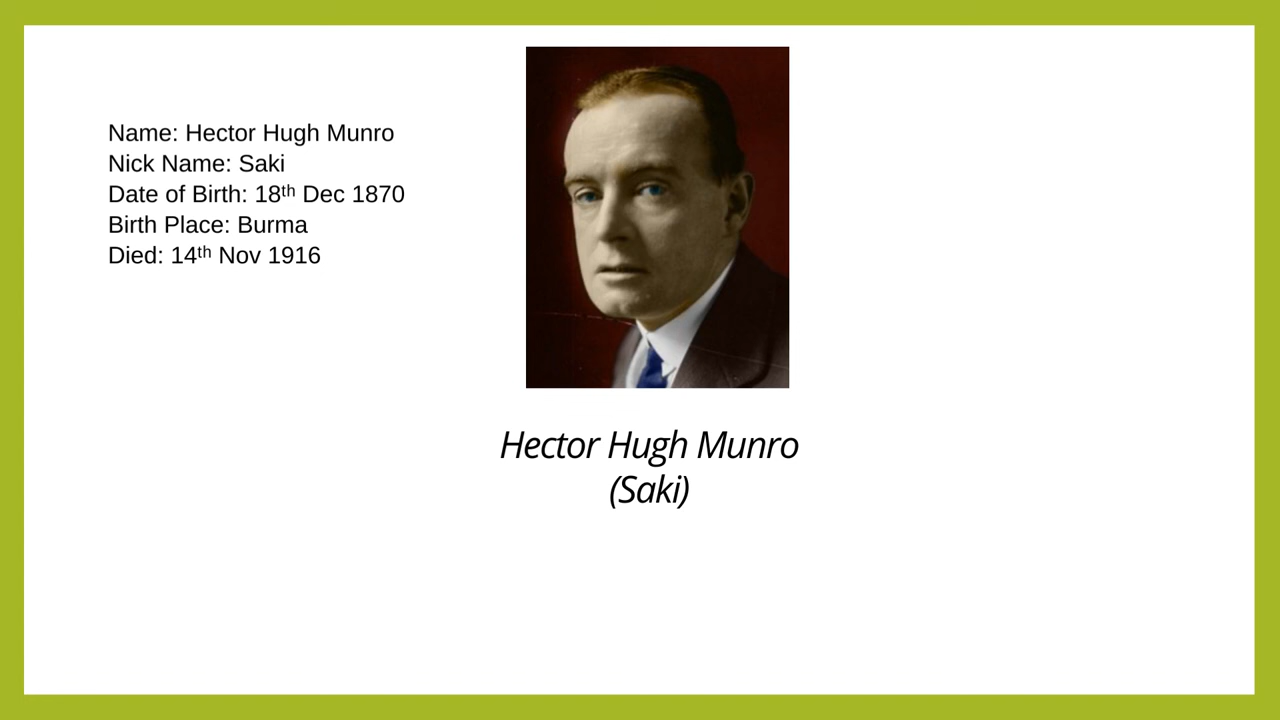 Name: Hector Hugh Munro
Nick Name: Saki
Date of Birth: 18th Dec 1870
Birth Place: Burma
Died: 14th Nov 1916
Hector Hugh Munro
(Saki)